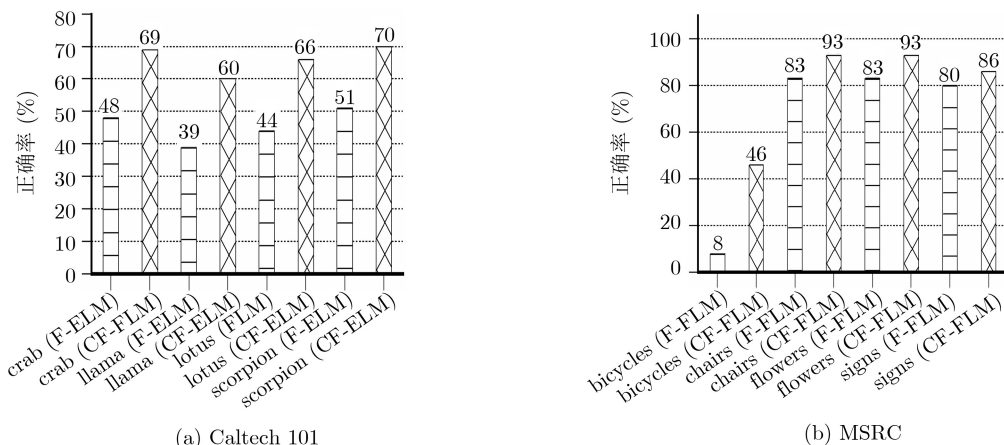 正确率 (%)
80
70
60
50
40
30
20
10
0
48
69
39
60
44
66
51
70
crab (F-ELM)
crab (CF-FLM)
llama (F-ELM)
llama (CF-ELM)
lotus (FLM)
lotus (CF-ELM)
scorpion (F-ELM)
scorpion (CF-ELM)
(a) Caltech 101
正确率 (%)
100
80
60
40
20
0
8
46
83
93
83
93
80
86
bicycles (F-FLM)
bicycles (CF-FLM)
chairs (F-FLM)
chairs (CF-FLM)
flowers (F-FLM)
flowers (CF-FLM)
signs (F-FLM)
signs (CF-FLM)
(b) MSRC